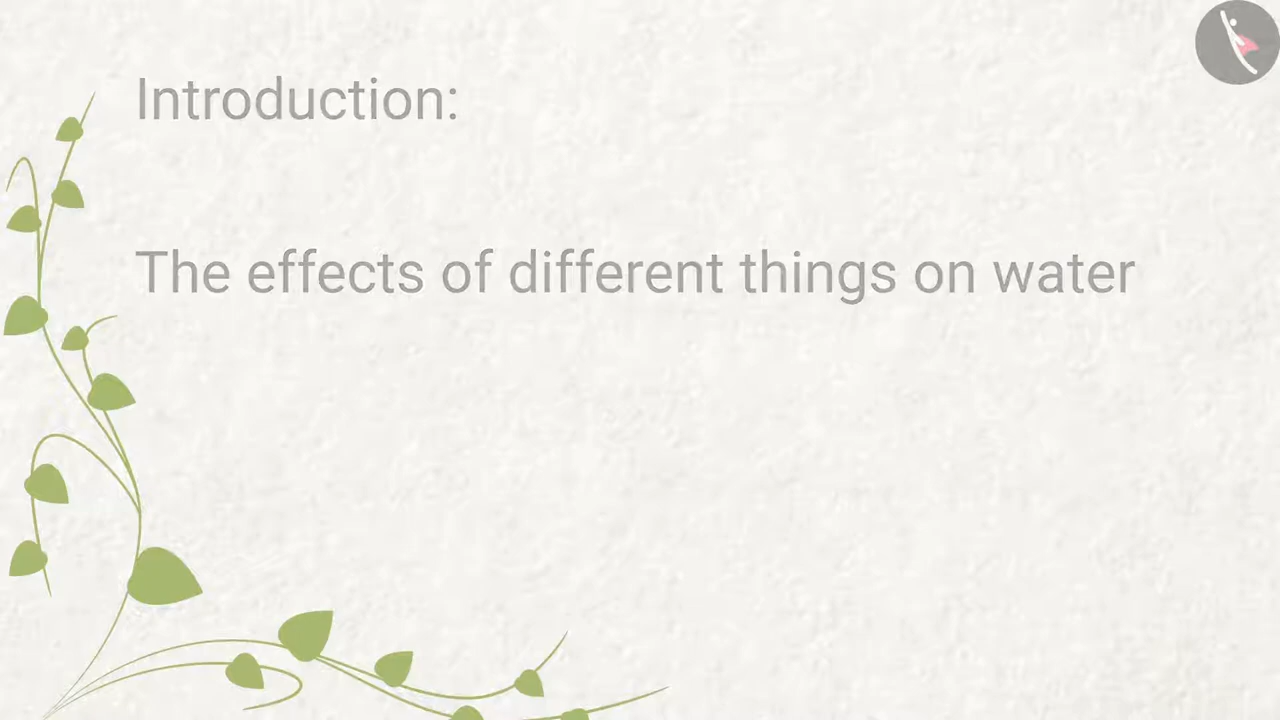 Introduction:
The effects of different things on water